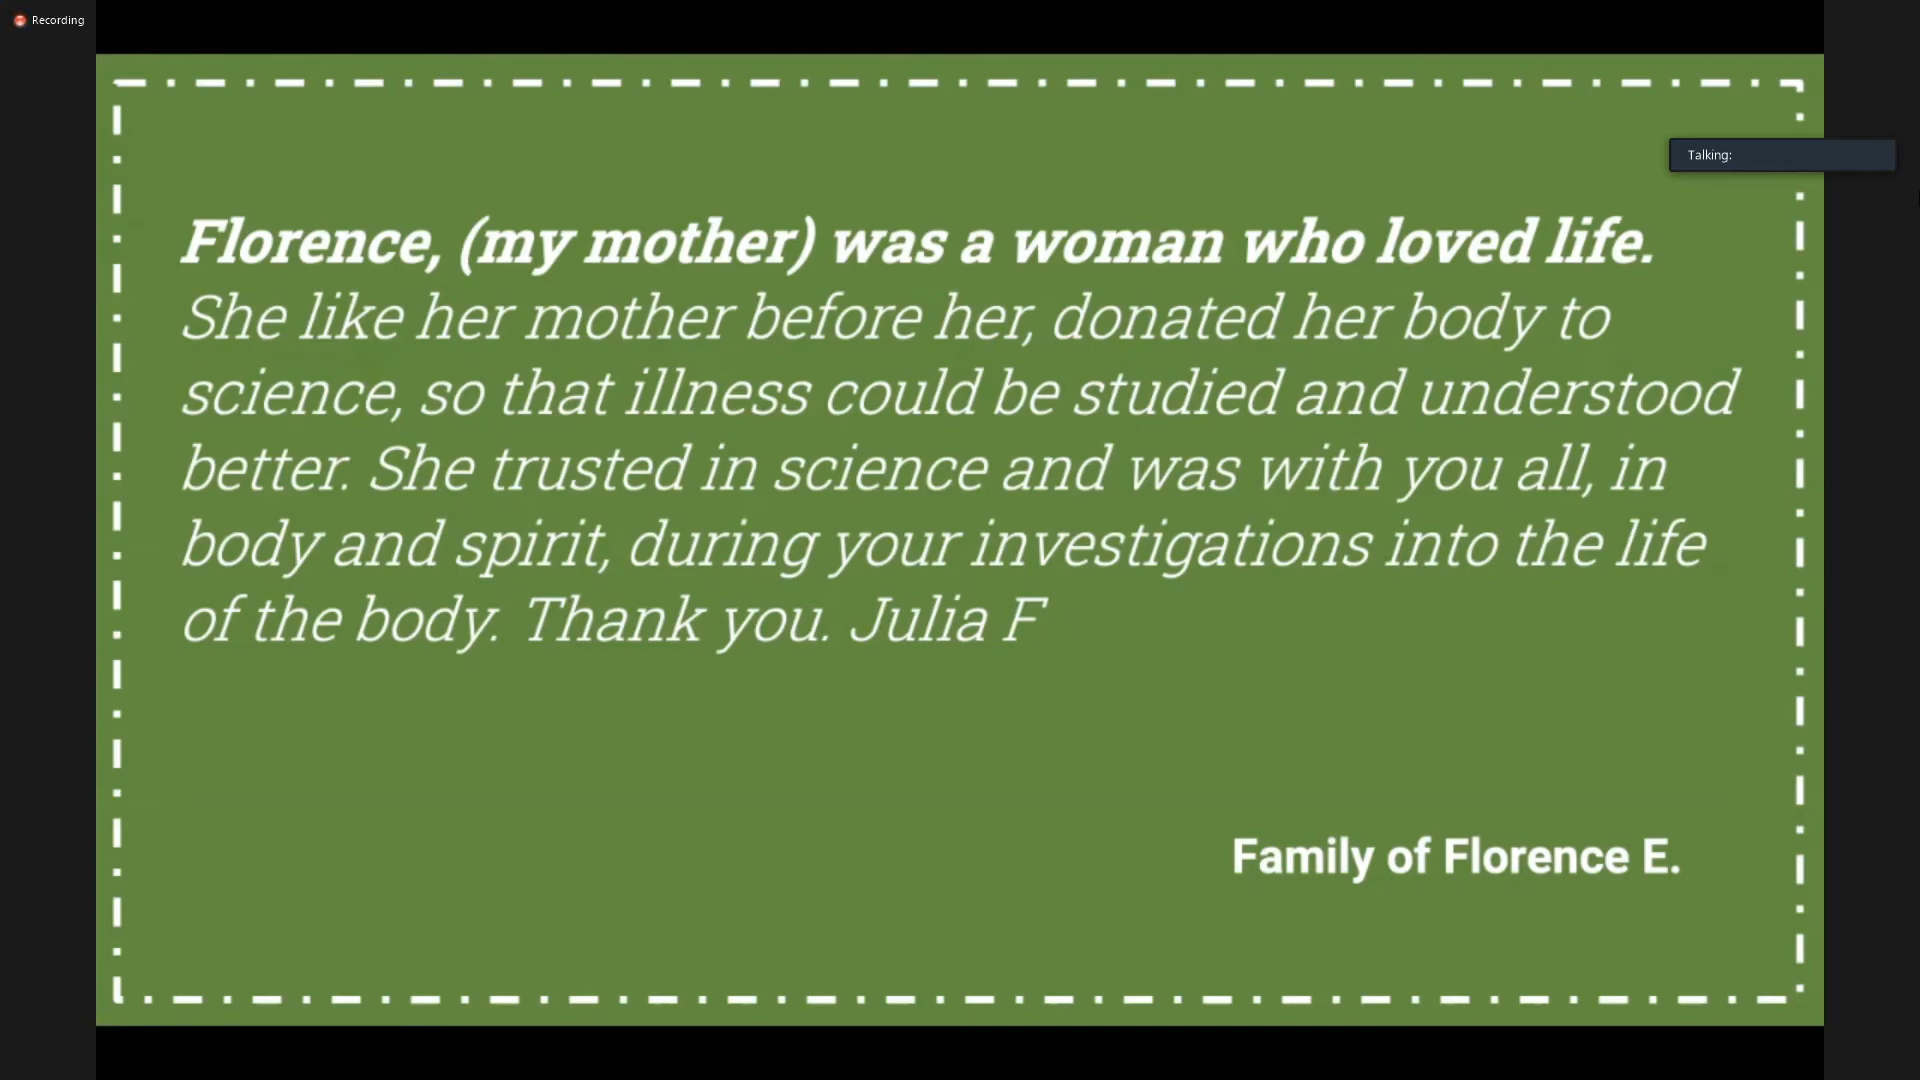 Recording
Talking:
Florence, (my mother) was a woman who loved life.
She like her mother before her, donated her body to
science, so that illness could be studied and understood
better. She trusted in science and was with you all, in
body and spirit, during your investigations into the life
of the body. Thank you. Julia F
Family of Florence E.